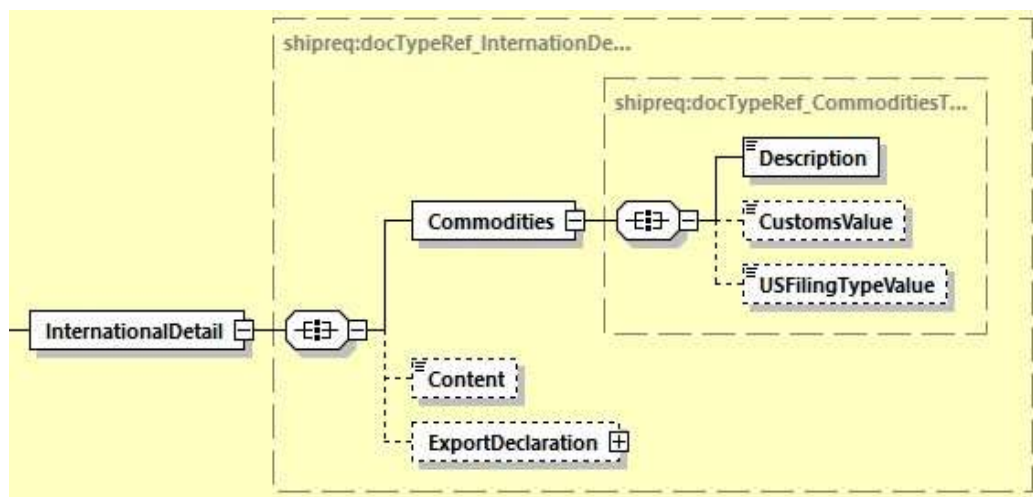 shipreq:docTypeRef_InternationDe...
shipreq:docTypeRef_CommoditiesT...
Description
Commodities
CustomsValue
USFilingTypeValue
InternationalDetail
Content
ExportDeclaration